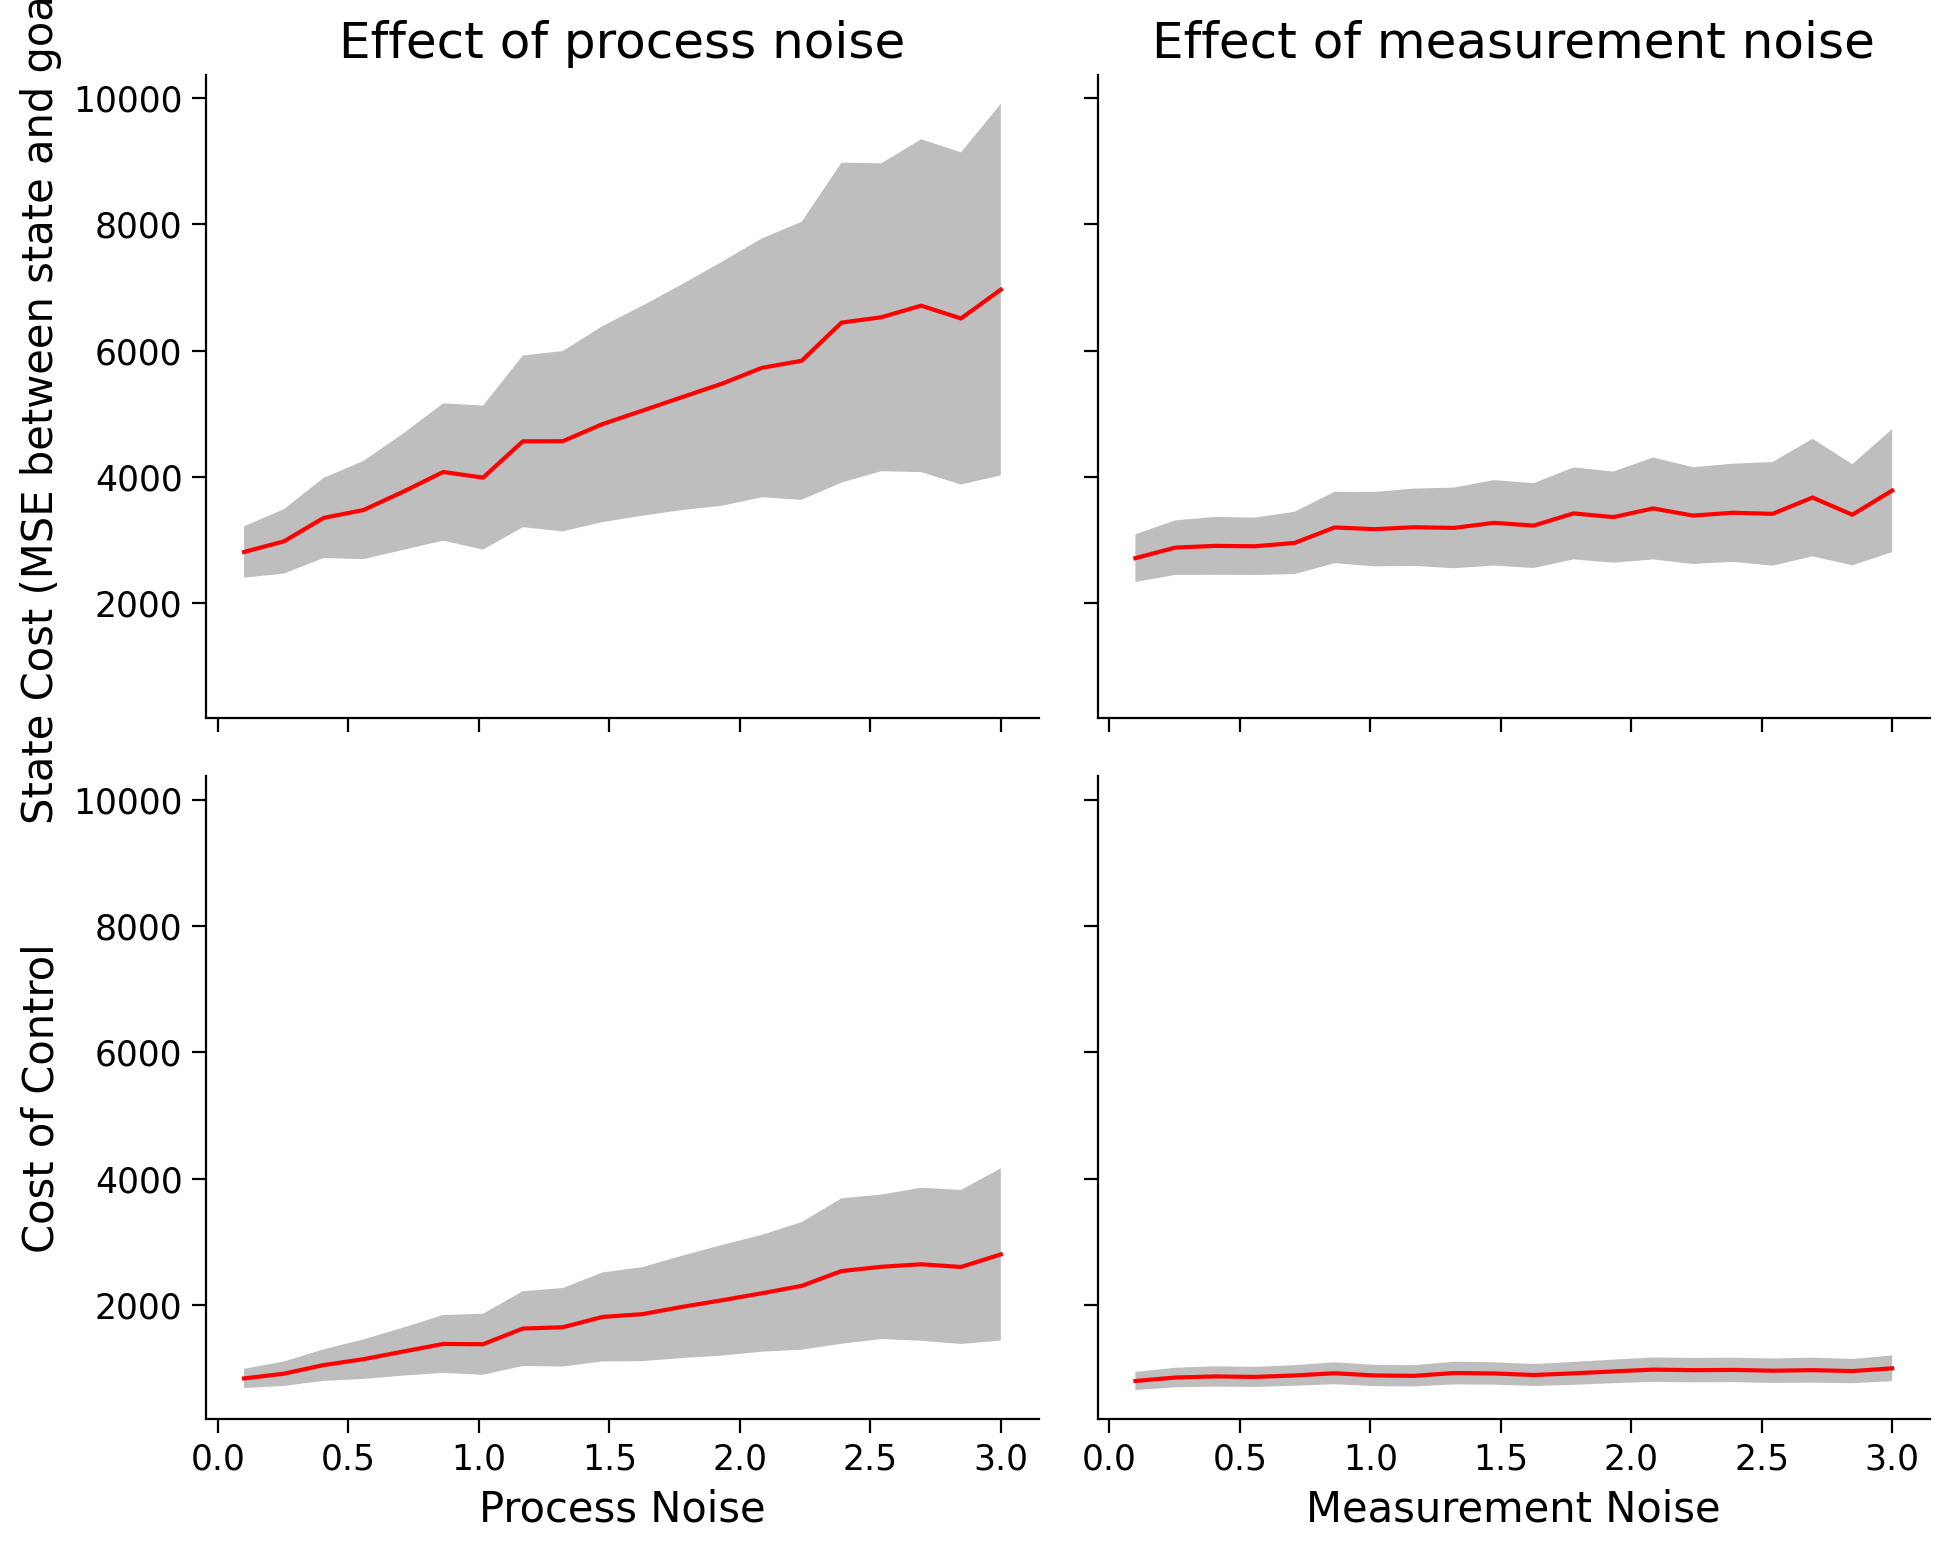 Effect of process noise
Effect of measurement noise
State Cost (MSE between state and goa
10000
8000
6000
4000
2000
Cost of Control
10000
8000
6000
4000
2000
0.0 0.5 1.0 1.5 2.0 2.5 3.0
0.0 0.5 1.0 1.5 2.0 2.5 3.0
Process Noise
Measurement Noise